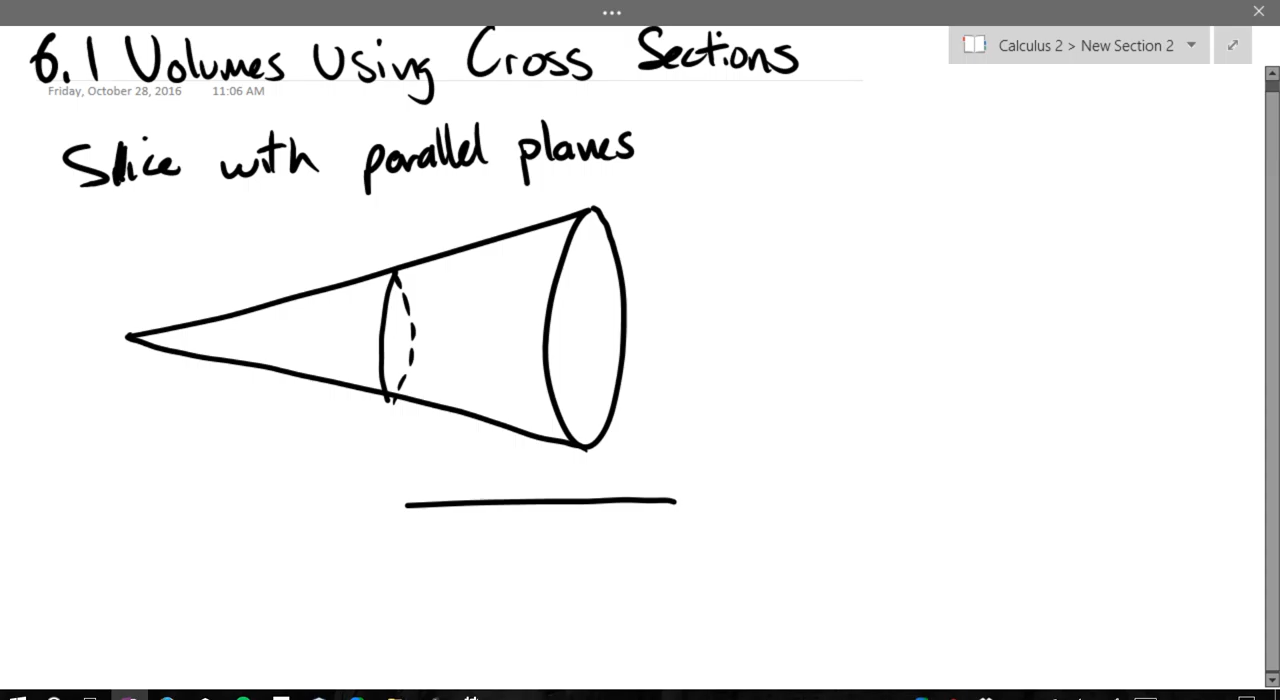 6.1 Volumes Using Cross Sections
Calculus 2 > New Section 2
Friday, October 28, 2016 11:06 AM
Slice with parallel planes